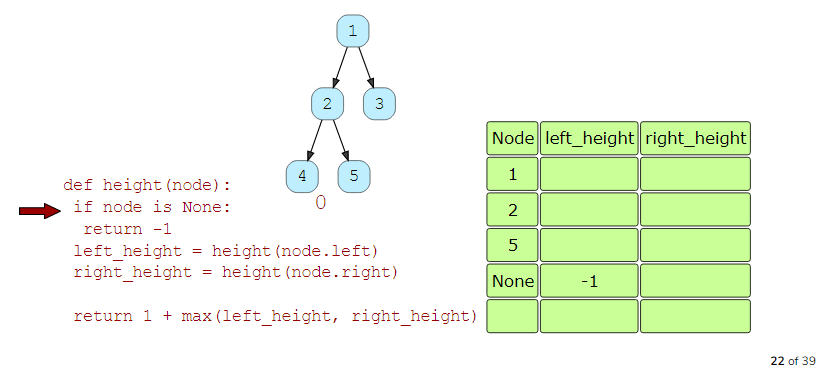 1
2 3
4 5
0
def height(node):
if node is None:
return -1
left_height = height(node.left)
right_height = height(node.right)
return 1 + max(left_height, right_height)
Node left_height right_height
1
2
5
None -1
22 of 39